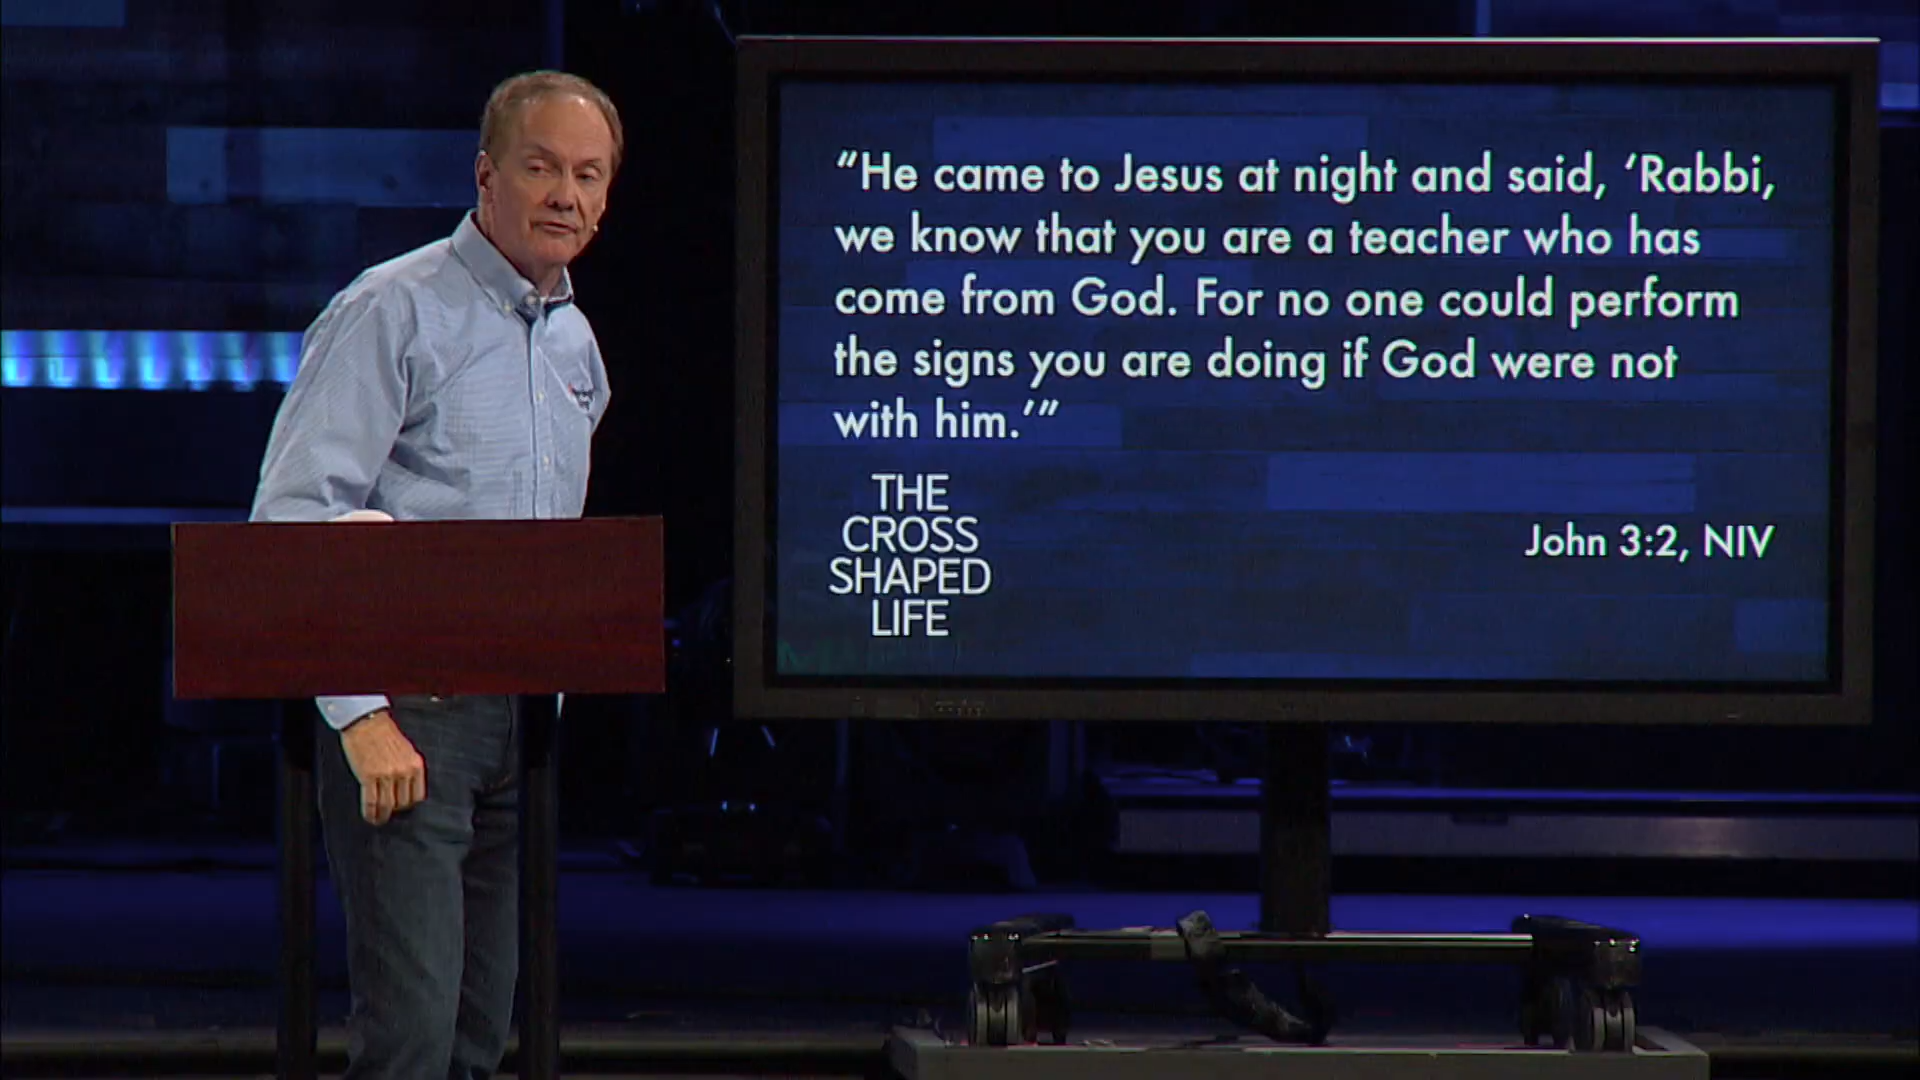 “He came to Jesus at night and said, ‘Rabbi,
we know that you are a teacher who has
come from God. For no one could perform
the signs you are doing if God were not
with him.’”
THE
CROSS
SHAPED
LIFE
John 3:2, NIV